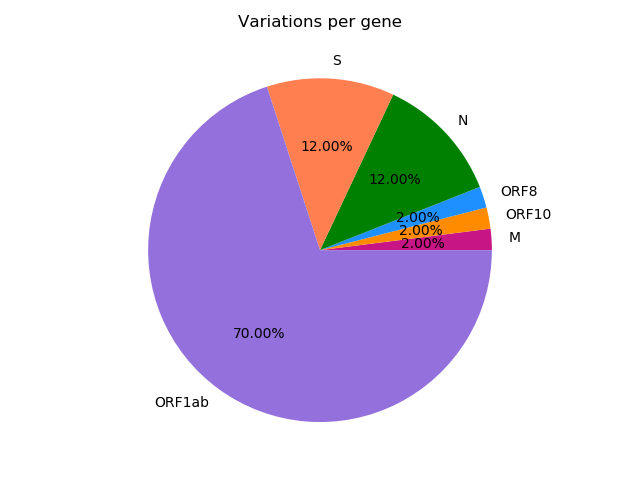 Variations per gene
S
N
12.00%
12.00%
ORF8
2.00%
ORF10
2.00%
M
2.00%
70.00%
ORF1ab